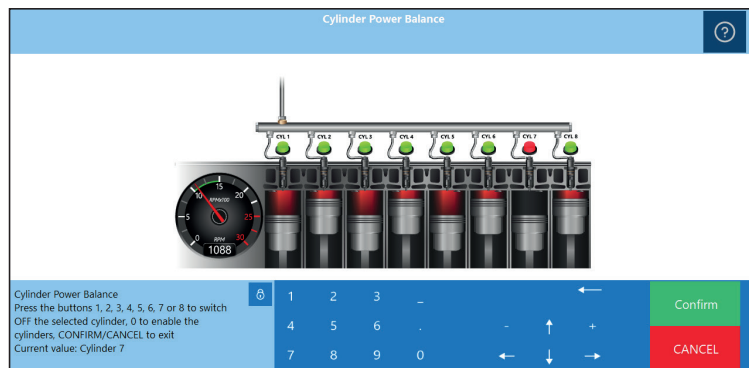 Cylinder Power Balance
?
CYL 1 CYL 2 CYL 3 CYL 4 CYL 5 CYL 6 CYL 7 CYL 8
0 5 10 15 20 25 30
RPMx100
RPM
1088
Cylinder Power Balance
Press the buttons 1, 2, 3, 4, 5, 6, 7 or 8 to switch
OFF the selected cylinder, 0 to enable the
cylinders, CONFIRM/CANCEL to exit
Current value: Cylinder 7
1 2 3 _ ←
4 5 6 . - ↑ +
7 8 9 0 ← ↓ →
Confirm
CANCEL